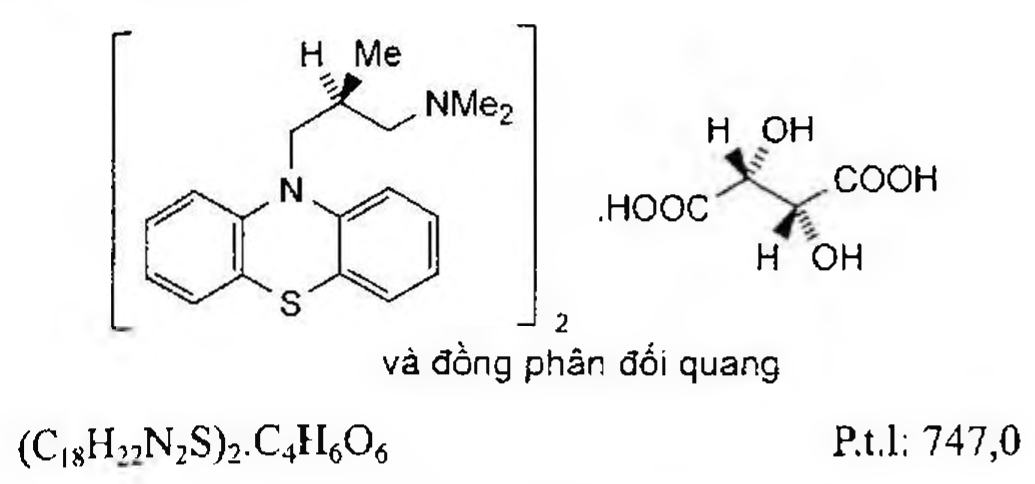 H Me
NMe₂
N
S
2
H OH
COOH
.HOOC
H OH
và đồng phân đối quang
(C₁₈H₂₂N₂S)₂.C₄H₆O₆ P.t.l: 747,0